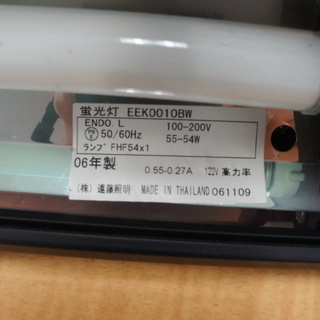 蛍光灯 EEK0010BW
ENDO. L 100-200V
50/60Hz 55-54W
ランプ FHF54x1
06年製 0.55-0.27A 122V 高力率
(株) 遠藤照明 MADE IN THAILAND 061109